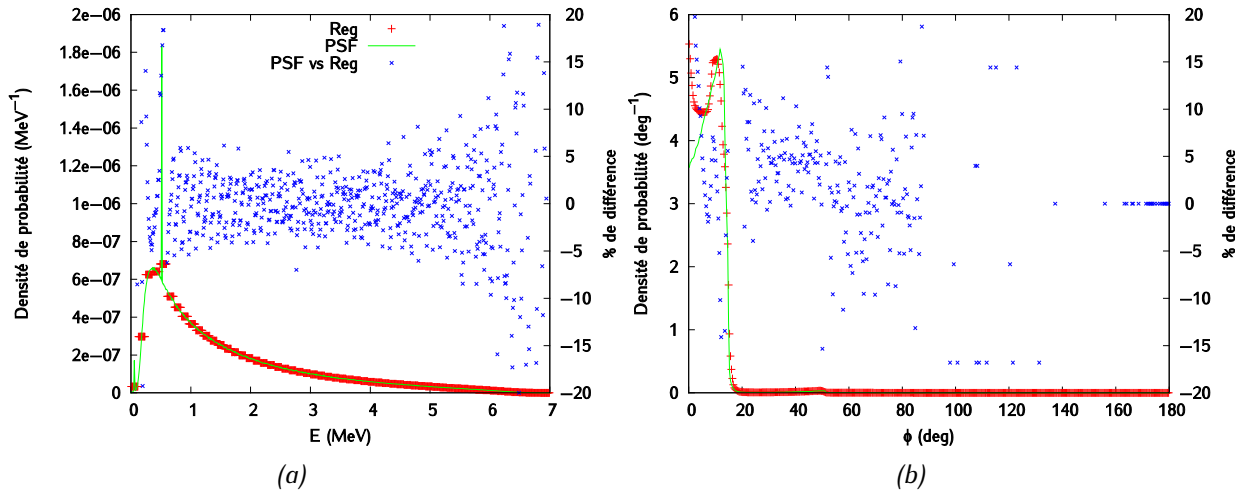 2e−06
1.8e−06
1.6e−06
1.4e−06
1.2e−06
1e−06
8e−07
6e−07
4e−07
2e−07
0
Densité de probabilité (MeV−1)
0 1 2 3 4 5 6 7
E (MeV)
20
15
10
5
0
−5
−10
−15
−20
% de différence
Reg
PSF
PSF vs Reg
(a)
6
5
4
3
2
1
0
Densité de probabilité (deg−1)
0 20 40 60 80 100 120 140 160 180
ϕ (deg)
20
15
10
5
0
−5
−10
−15
−20
% de différence
(b)